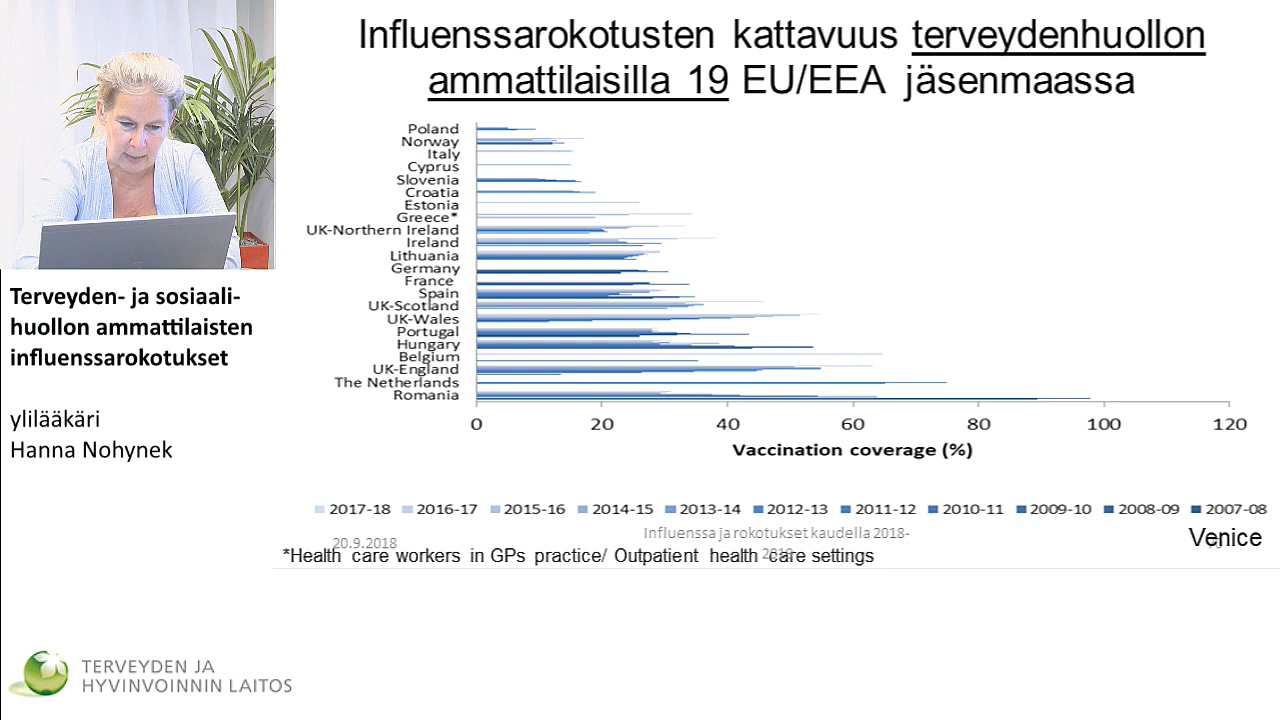 Influenssarokotusten kattavuus terveydenhuollon
ammattilaisilla 19 EU/EEA jäsenmaassa
Poland
Norway
Italy
Cyprus
Slovenia
Croatia
Estonia
Greece*
UK-Northern Ireland
Ireland
Lithuania
Germany
France
Spain
UK-Scotland
UK-Wales
Portugal
Hungary
Belgium
UK-England
The Netherlands
Romania
0 20 40 60 80 100 120
Vaccination coverage (%)
2017-18 2016-17 2015-16 2014-15 2013-14 2012-13 2011-12 2010-11 2009-10 2008-09 2007-08
Influenssa ja rokotukset kaudella 2018-
20.9.2018
Venice
*Health care workers in GPs practice/ Outpatient health care settings
Terveyden- ja sosiaali-
huollon ammattilaisten
influenssarokotukset
ylilääkäri
Hanna Nohynek
TERVEYDEN JA
HYVINVOINNIN LAITOS